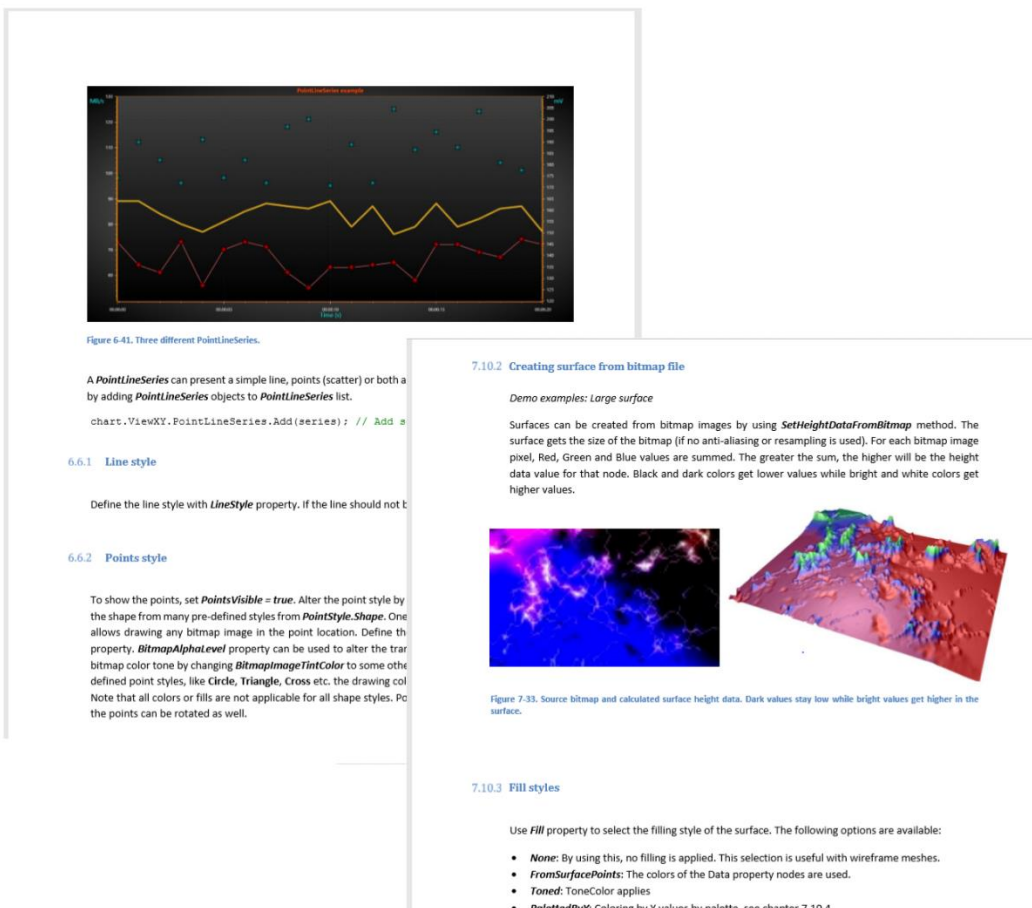 PointLineSeries example
MB/s
mV
Time (s)
Figure 6-41. Three different PointLineSeries.
A PointLineSeries can present a simple line, points (scatter) or both a
by adding PointLineSeries objects to PointLineSeries list.
chart.ViewXY.PointLineSeries.Add(series); // Add s
6.6.1 Line style
Define the line style with LineStyle property. If the line should not b
6.6.2 Points style
To show the points, set PointsVisible = true. Alter the point style by
the shape from many pre-defined styles from PointStyle.Shape. One
allows drawing any bitmap image in the point location. Define th
property. BitmapAlphaLevel property can be used to alter the tran
bitmap color tone by changing BitmapImageTintColor to some othe
defined point styles, like Circle, Triangle, Cross etc. the drawing col
Note that all colors or fills are not applicable for all shape styles. Po
the points can be rotated as well.
7.10.2 Creating surface from bitmap file
Demo examples: Large surface
Surfaces can be created from bitmap images by using SetHeightDataFromBitmap method. The
surface gets the size of the bitmap (if no anti-aliasing or resampling is used). For each bitmap image
pixel, Red, Green and Blue values are summed. The greater the sum, the higher will be the height
data value for that node. Black and dark colors get lower values while bright and white colors get
higher values.
Figure 7-33. Source bitmap and calculated surface height data. Dark values stay low while bright values get higher in the
surface.
7.10.3 Fill styles
Use Fill property to select the filling style of the surface. The following options are available:
• None: By using this, no filling is applied. This selection is useful with wireframe meshes.
• FromSurfacePoints: The colors of the Data property nodes are used.
• Toned: ToneColor applies
• PalettedByY: Coloring by Y values by palette, see chapter 7.10.4